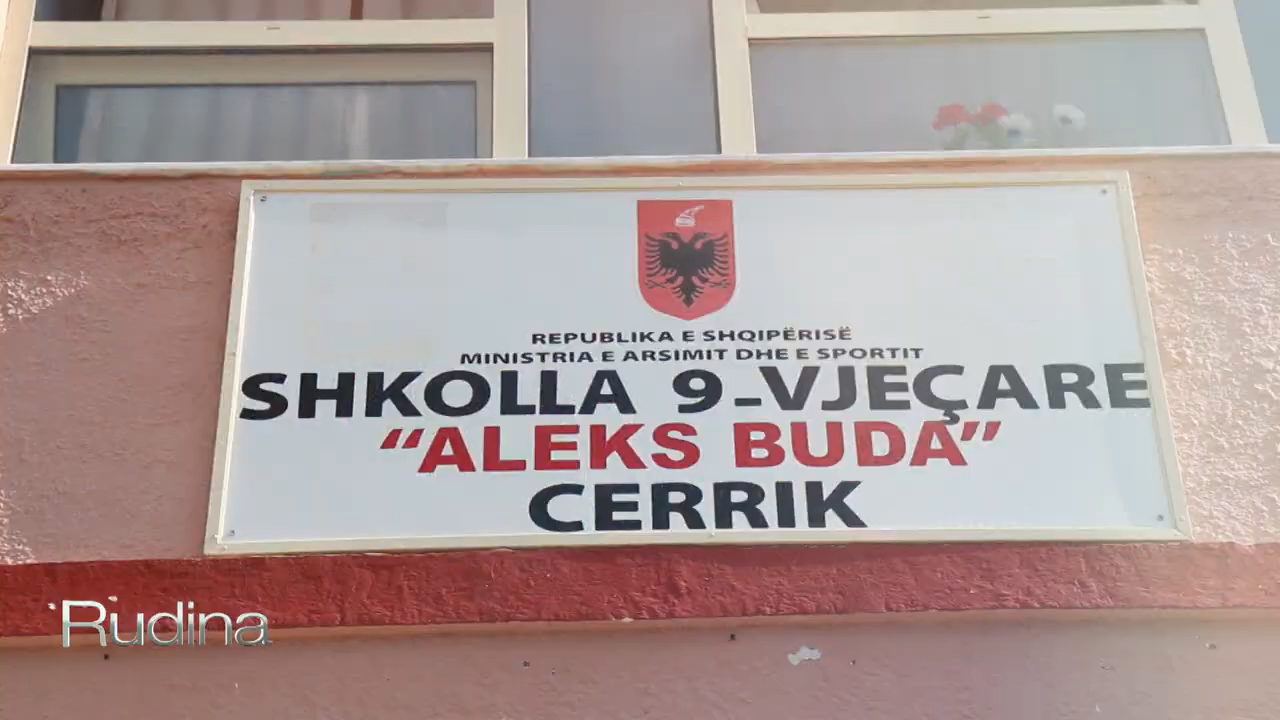 REPUBLIKA E SHQIPËRISË
MINISTRIA E ARSIMIT DHE E SPORTIT
SHKOLLA 9-VJEÇARE
“ALEKS BUDA”
CERRIK
Rudina